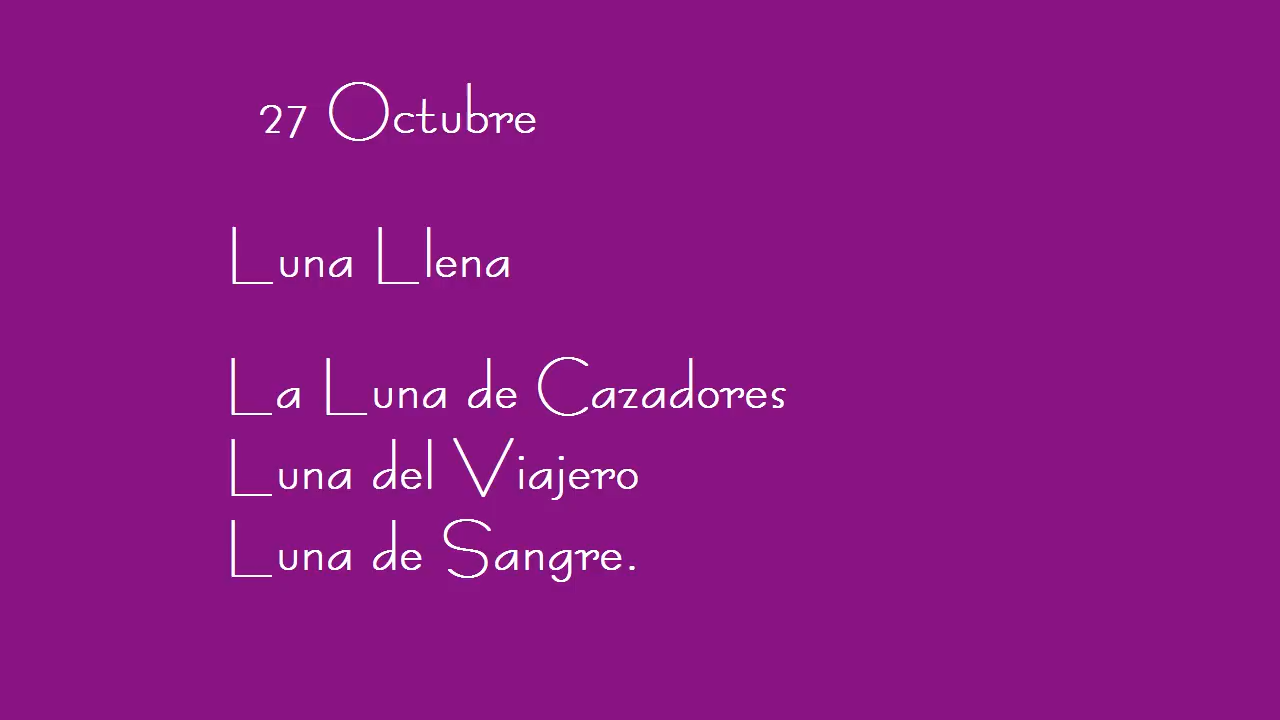 27 Octubre
Luna Llena
La Luna de Cazadores
Luna del Viajero
Luna de Sangre.